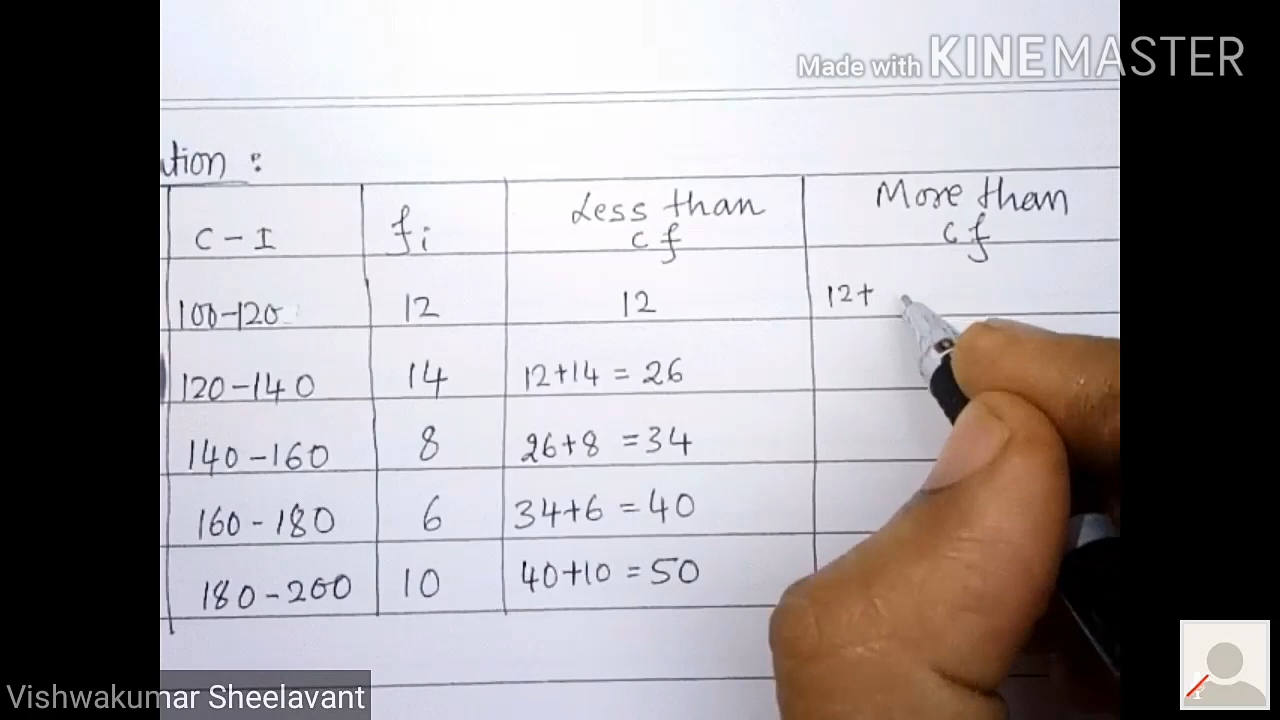 Made with KINEMASTER
ution :
C-I fi Less than cf More than cf
100-120 12 12 12+
120-140 14 12+14 = 26
140-160 8 26+8 = 34
160-180 6 34+6 = 40
180-200 10 40+10 = 50
Vishwakumar Sheelavant